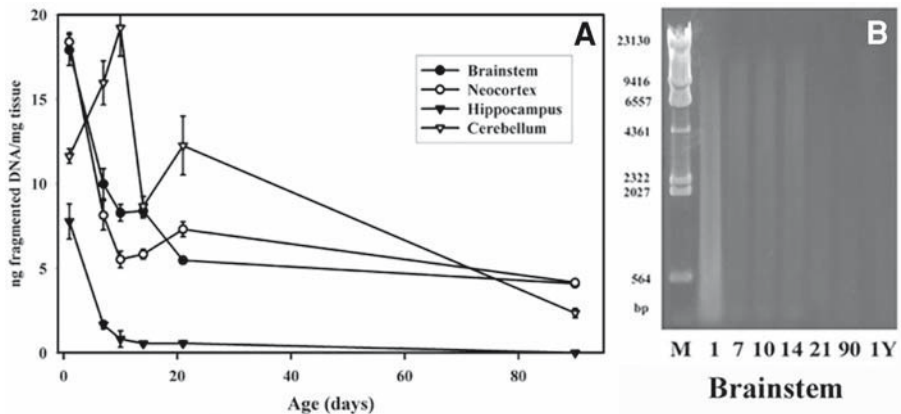 A
20
15
10
5
0
ng fragmented DNA/mg tissue
Brainstem
Neocortex
Hippocampus
Cerebellum
0 20 40 60 80
Age (days)
B
23130
9416
6557
4361
2322
2027
564
bp
M 1 7 10 14 21 90 1Y
Brainstem